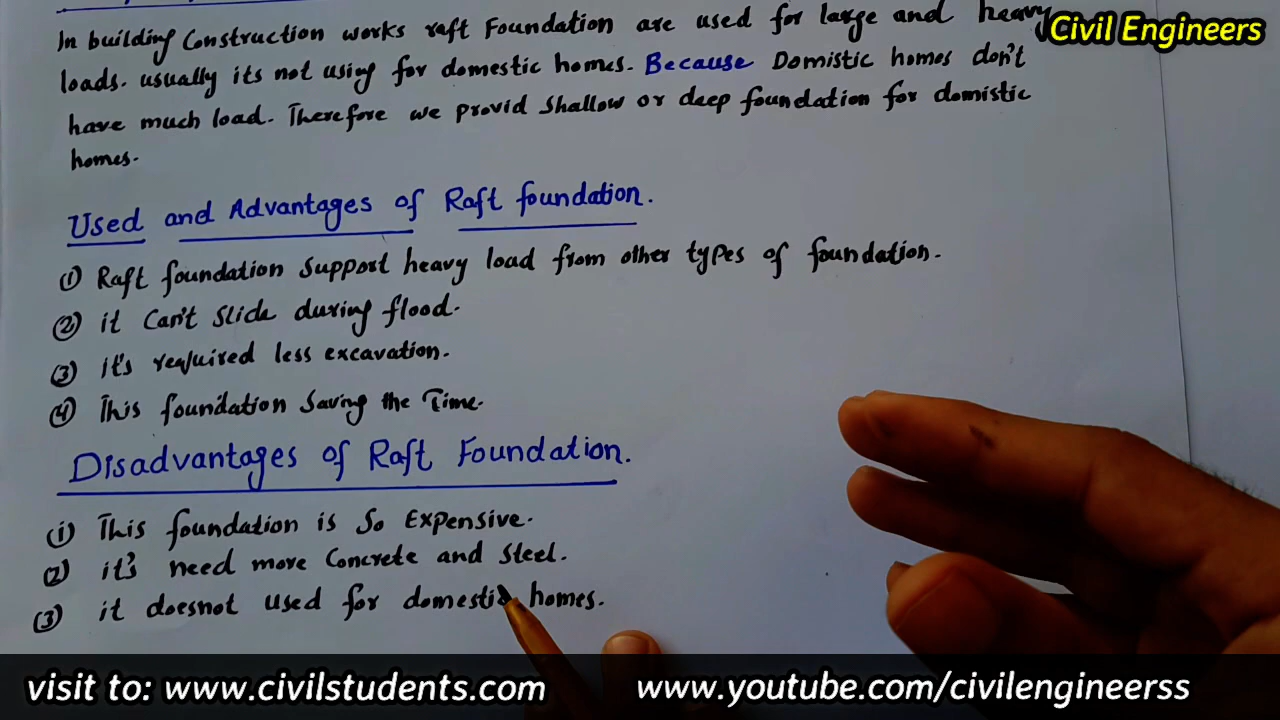 In building Construction works raft Foundation are used for large and heavy
Civil Engineers
loads. usually its not using for domestic homes. Because Domistic homes don't
have much load. Therefore we provid shallow or deep foundation for domistic
homes.
Used and Advantages of Raft foundation.
(1) Raft foundation support heavy load from other types of foundation.
(2) it Can't Slide during flood.
(3) it's required less excavation.
(4) This foundation Saving the Time.
Disadvantages of Raft Foundation.
(1) This foundation is So Expensive.
(2) it's need more Concrete and Steel.
(3) it doesnot used for domestic homes.
visit to: www.civilstudents.com
www.youtube.com/civilengineerss